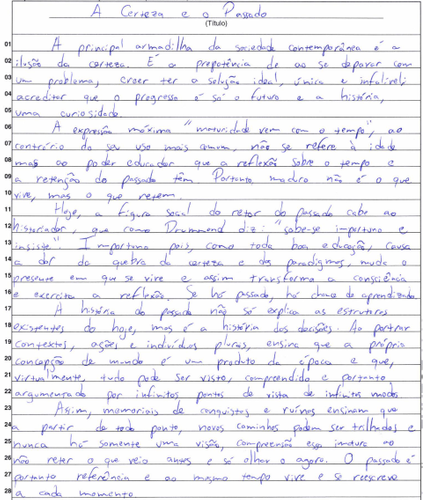 A Certeza e o Passado
(Título)
01 A principal armadilha da sociedade contemporânea é a
02 ilusão da certeza. É a prepotência de ao se deparar com
03 um problema, crer ter a solução ideal, única e infalível;
04 acreditar que o progresso é só o futuro e a história,
05 uma curiosidade.
06 A expressão máxima "maturidade vem com o tempo", ao
07 contrário do seu uso mais comum, não se refere à idade
08 mas ao poder educador que a reflexão sobre o tempo e
09 a retenção do passado têm. Portanto, maduro não é o que
10 vive, mas o que retem.
11 Hoje, a figura social do retor do passado cabe ao
12 historiador, que como Drummond diz: "sabe-se importuno e
13 insiste". Importuna pois, como toda boa educação, causa
14 a dor da quebra da certeza e dos paradigmas, muda o
15 presente em que se vive e assim transforma a consciência
16 e exercita a reflexão. Se há passado, há chance de aprendizado.
17 A história do passado não só explica as estruturas
18 existentes do hoje, mas é a história das decisões. Ao mostrar
19 contextos, ações e indivíduos plurais, ensina que a própria
20 concepção de mundo é um produto da época e que,
21 virtualmente, tudo pode ser visto, compreendido e portanto
22 argumentado por infinitos pontos de vista de infinitos modos
23 Assim, memoriais de conquistas e ruínas ensinam que
24 a partir de todo ponto, novos caminhos podem ser trilhados e
25 nunca há somente uma visão, compreensão essa imatura ao
26 não reter o que veio antes e só olhar o agora. O passado é
27 portanto referência e ao mesmo tempo vive e se reescreve
28 a cada momento.